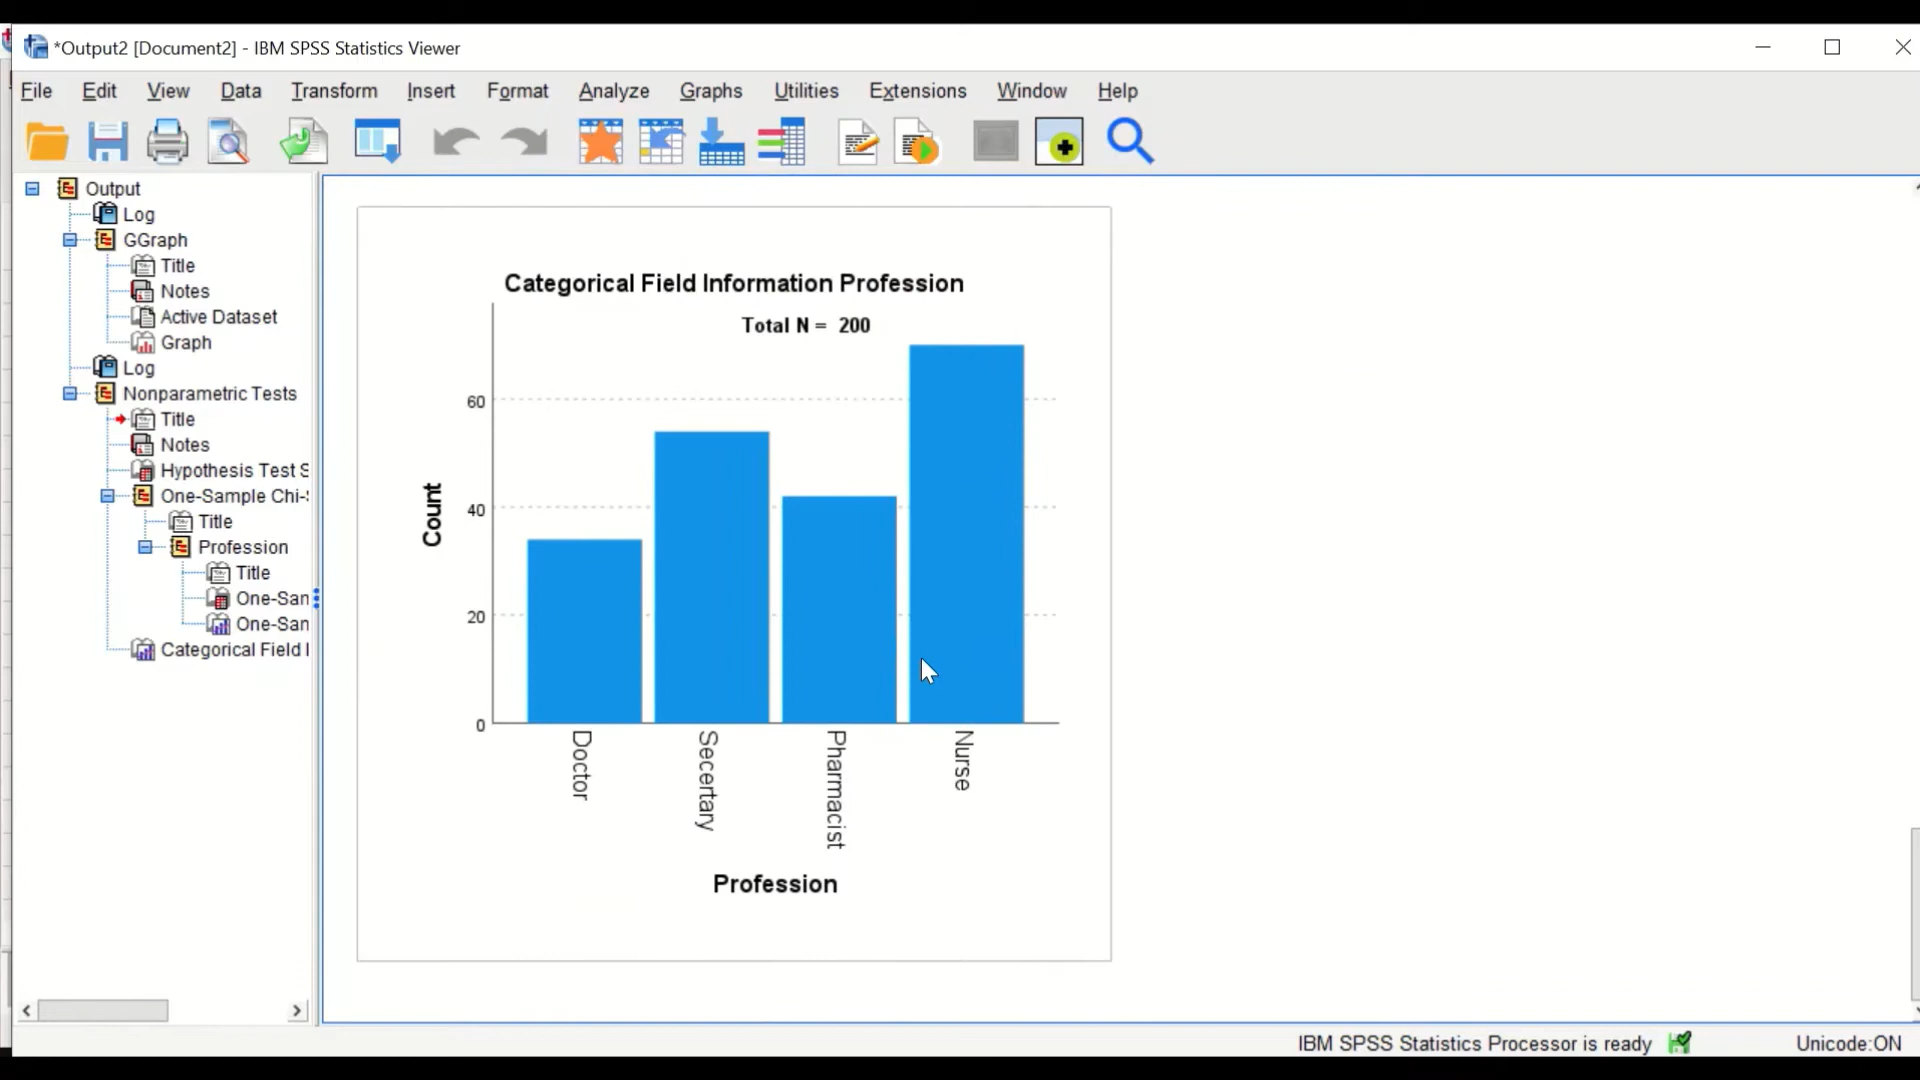 *Output2 [Document2] - IBM SPSS Statistics Viewer
File Edit View Data Transform Insert Format Analyze Graphs Utilities Extensions Window Help
Output
Log
GGraph
Title
Notes
Active Dataset
Graph
Log
Nonparametric Tests
Title
Notes
Hypothesis Test S
One-Sample Chi-
Title
Profession
Title
One-Sam
One-Sam
Categorical Field I
Categorical Field Information Profession
Total N = 200
60
40
20
0
Count
Doctor
Secertary
Pharmacist
Nurse
Profession
IBM SPSS Statistics Processor is ready
Unicode:ON